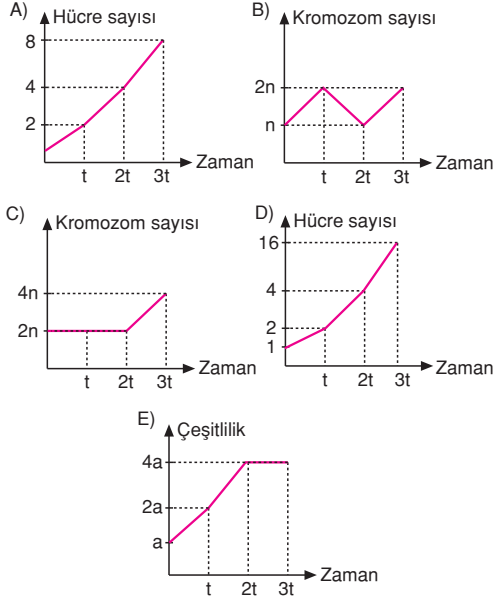 A) Hücre sayısı
8
4
2
t 2t 3t Zaman
B) Kromozom sayısı
2n
n
t 2t 3t Zaman
C) Kromozom sayısı
4n
2n
t 2t 3t Zaman
D) Hücre sayısı
16
4
2
1
t 2t 3t Zaman
E) Çeşitlilik
4a
2a
a
t 2t 3t Zaman